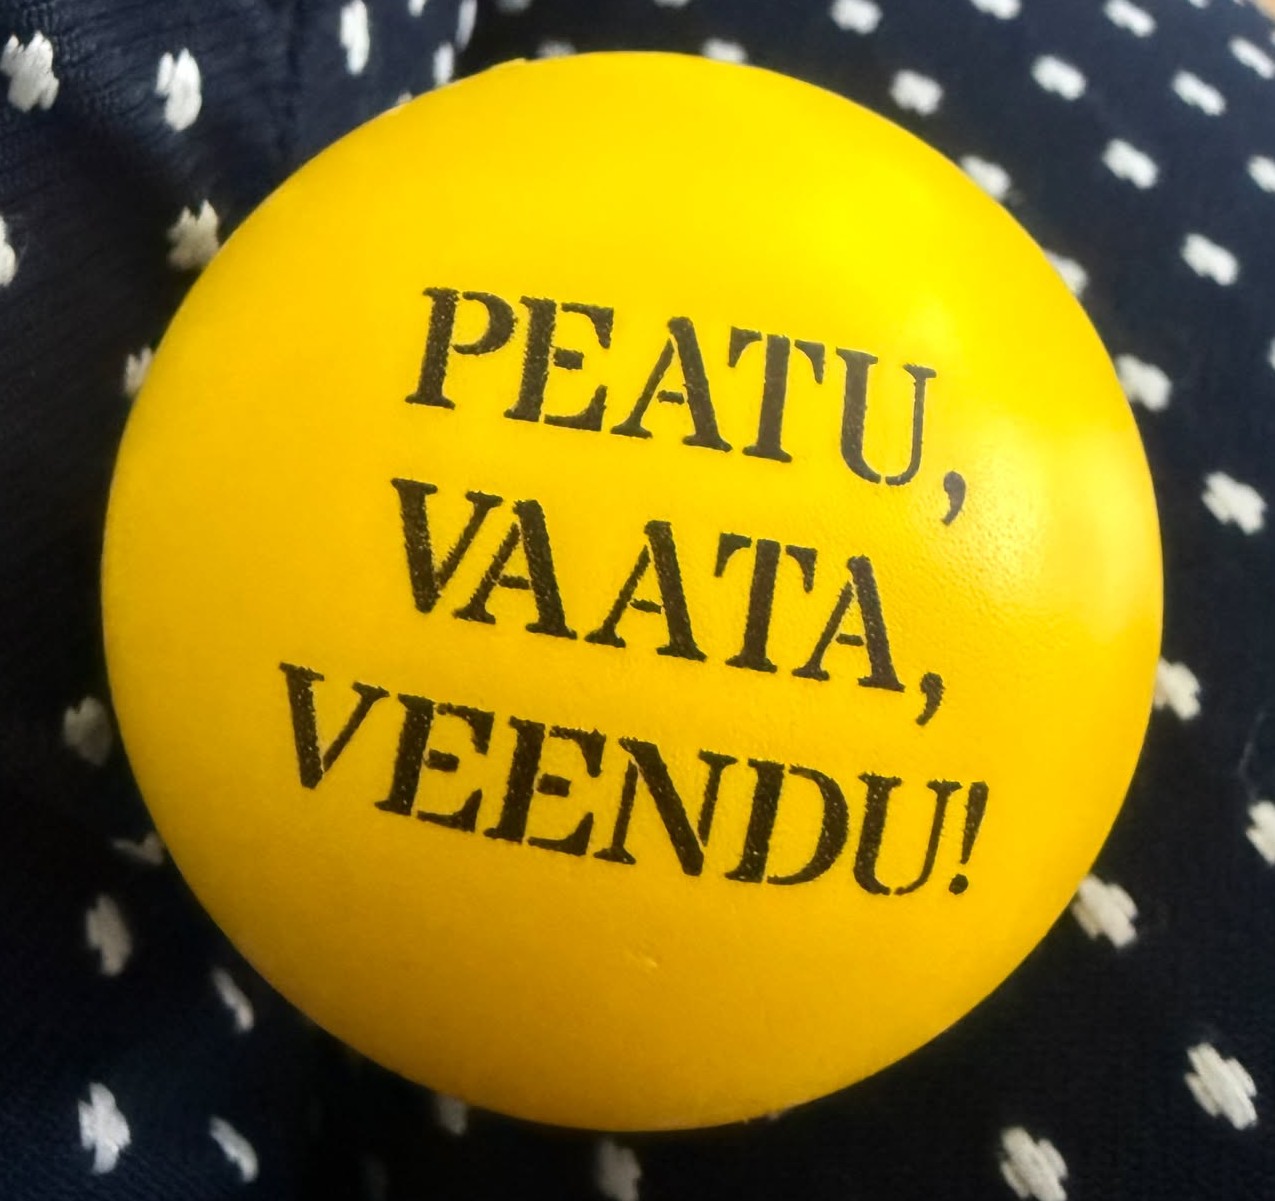 PEATU,
VAATA,
VEENDU!